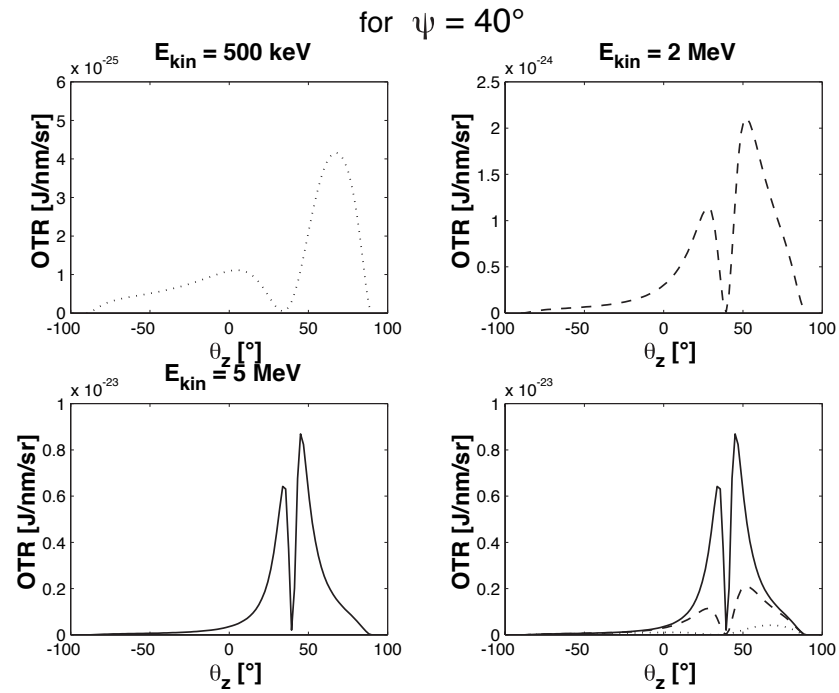 for ψ = 40°
E_kin = 500 keV
x 10^-25
OTR [J/nm/sr]
6
5
4
3
2
1
0
-100 -50 0 50 100
θ_z [°]
E_kin = 2 MeV
x 10^-24
OTR [J/nm/sr]
2.5
2
1.5
1
0.5
0
-100 -50 0 50 100
θ_z [°]
E_kin = 5 MeV
x 10^-23
OTR [J/nm/sr]
1
0.8
0.6
0.4
0.2
0
-100 -50 0 50 100
θ_z [°]
x 10^-23
OTR [J/nm/sr]
1
0.8
0.6
0.4
0.2
0
-100 -50 0 50 100
θ_z [°]